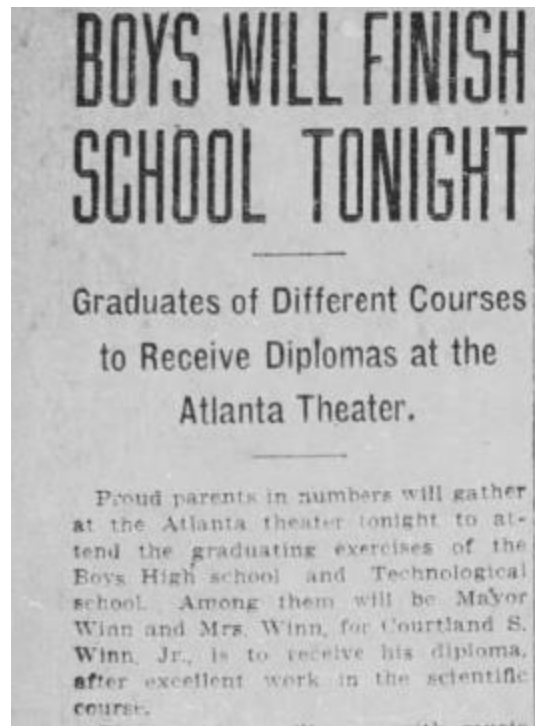 BOYS WILL FINISH
SCHOOL TONIGHT
Graduates of Different Courses
to Receive Diplomas at the
Atlanta Theater.
Proud parents in numbers will gather
at the Atlanta theater tonight to at-
tend the graduating exercises of the
Boys High school and Technological
school. Among them will be Mayor
Winn and Mrs. Winn, for Courtland S.
Winn, Jr., is to receive his diploma,
after excellent work in the scientific
course.